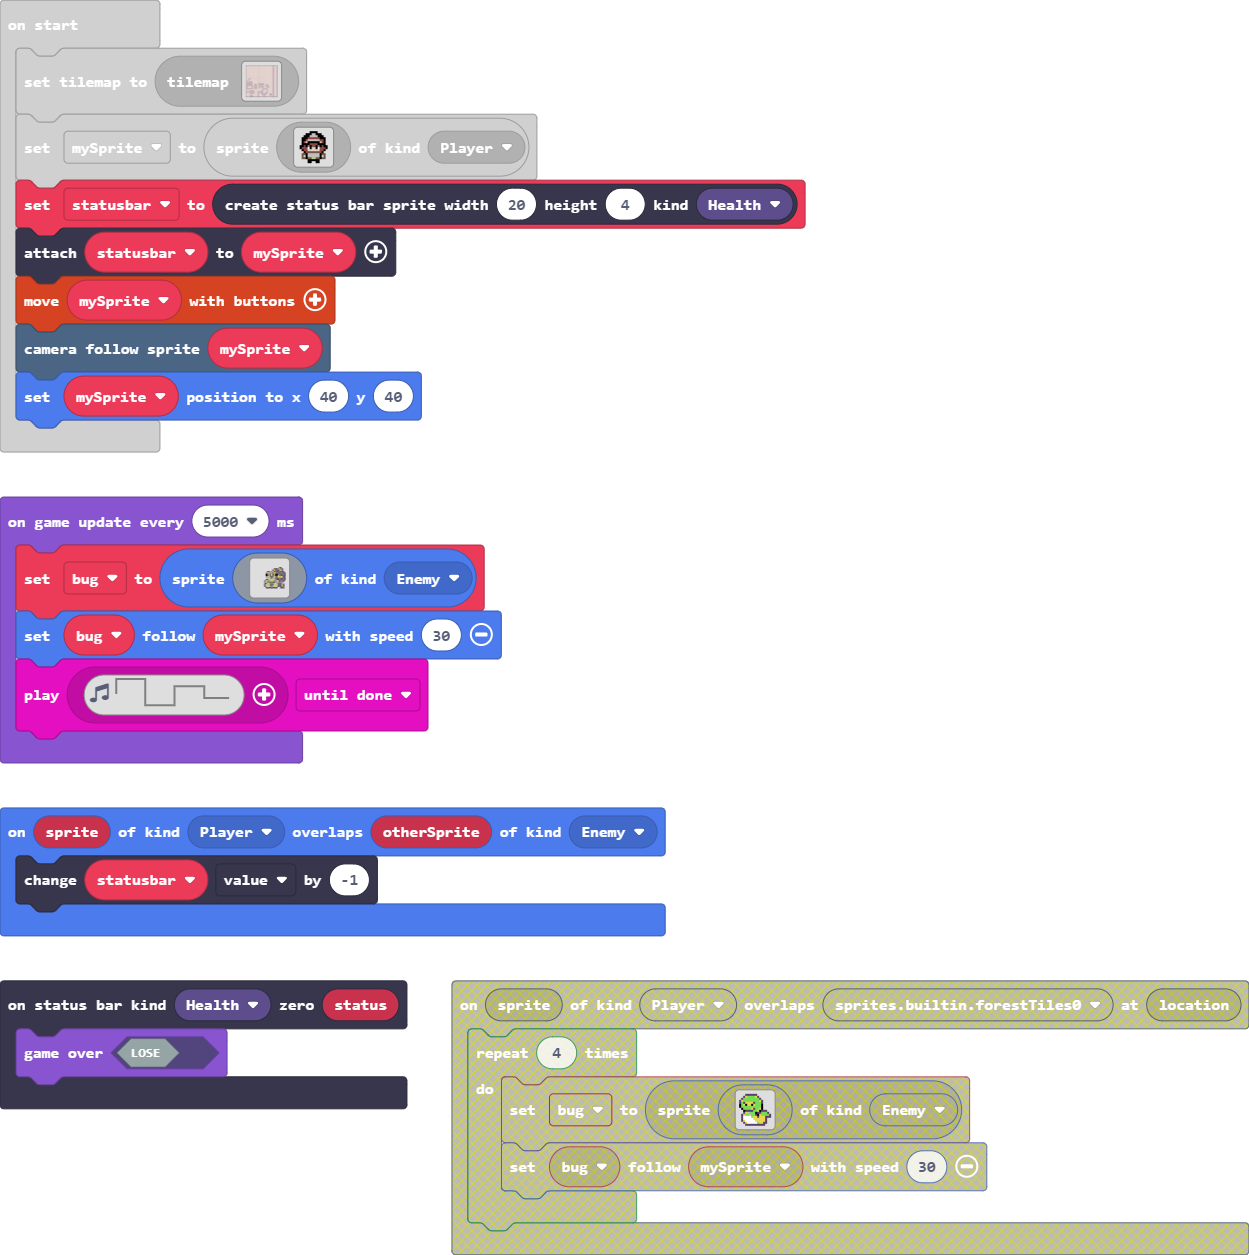 on start
set tilemap to tilemap
set mySprite to sprite of kind Player
set statusbar to create status bar sprite width 20 height 4 kind Health
attach statusbar to mySprite
move mySprite with buttons
camera follow sprite mySprite
set mySprite position to x 40 y 40
on game update every 5000 ms
set bug to sprite of kind Enemy
set bug follow mySprite with speed 30
play until done
on sprite of kind Player overlaps otherSprite of kind Enemy
change statusbar value by -1
on status bar kind Health zero status
game over LOSE
on sprite of kind Player overlaps sprites.builtin.forestTiles0 at location
repeat 4 times
do
set bug to sprite of kind Enemy
set bug follow mySprite with speed 30